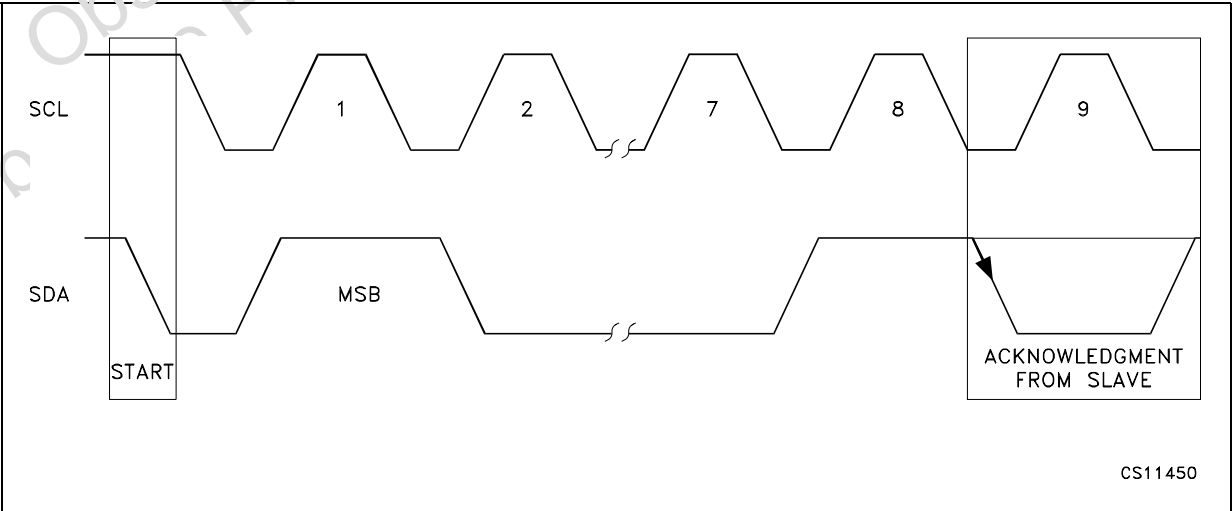 SCL 1 2 7 8 9
SDA MSB
START
ACKNOWLEDGMENT
FROM SLAVE
CS11450